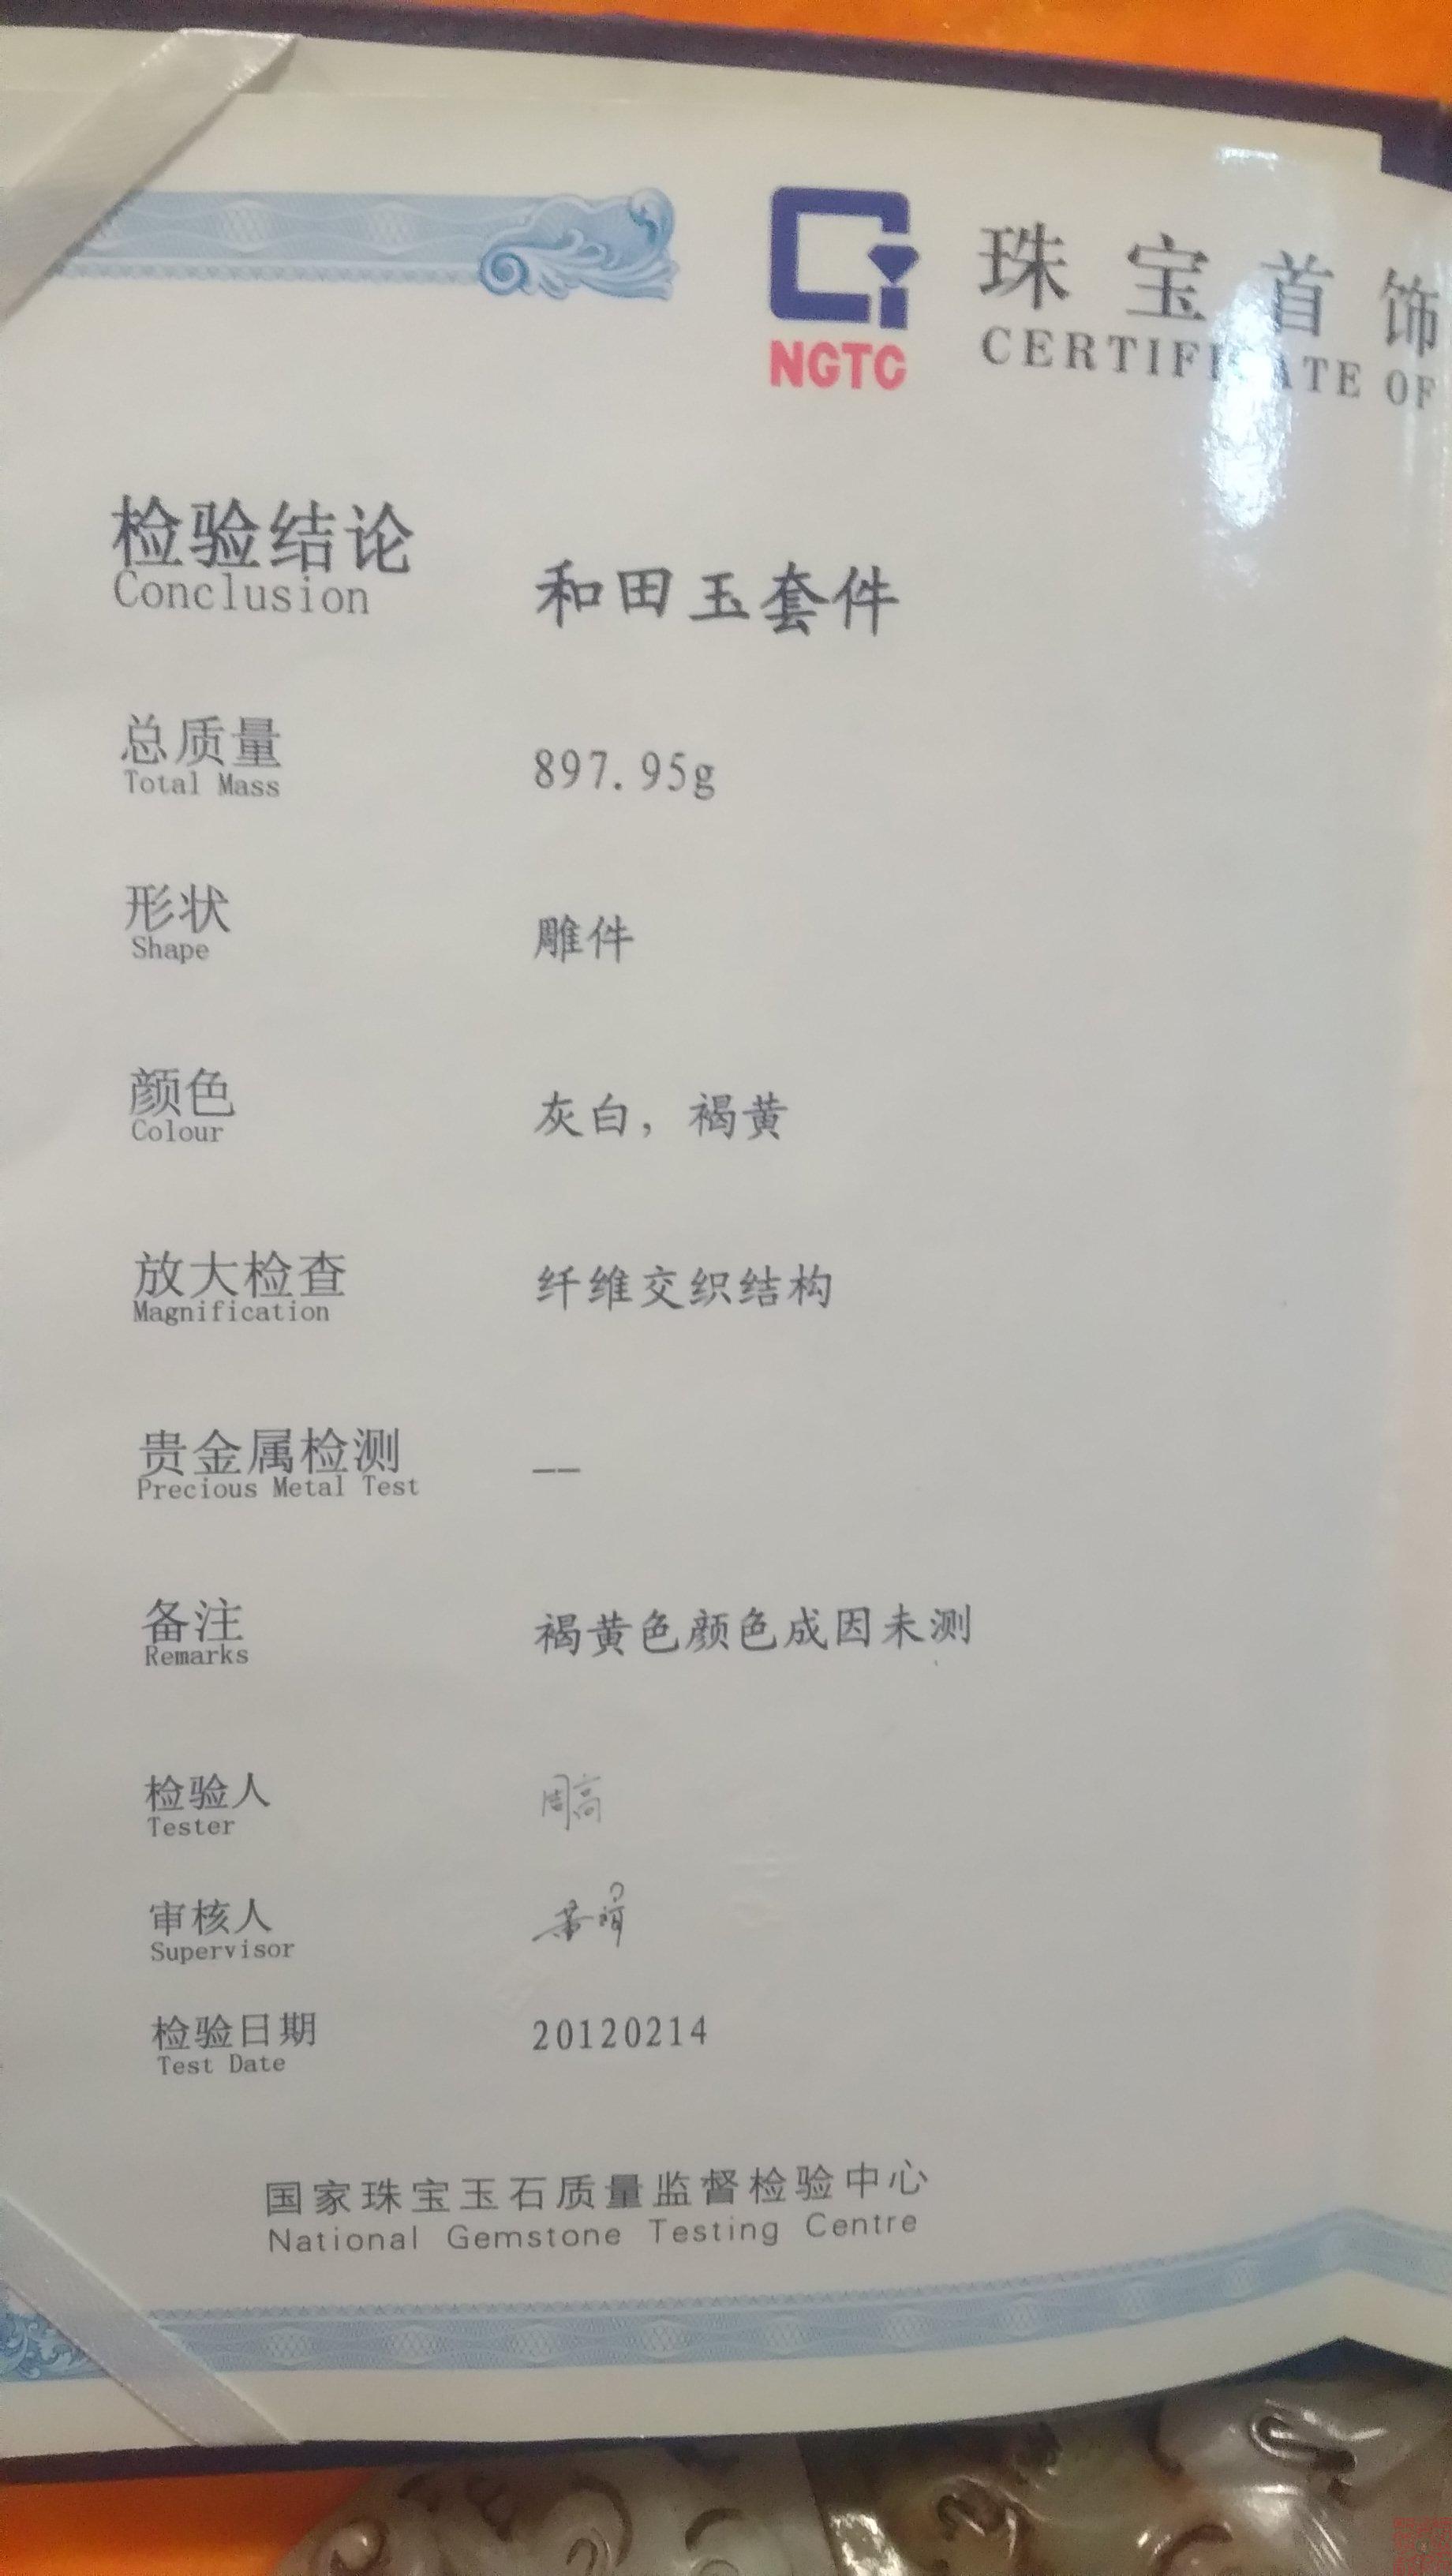 NGTC
珠宝首饰
CERTIFICATE OF
检验结论
Conclusion
和田玉套件
总质量
Total Mass
897.95g
形状
Shape
雕件
颜色
Colour
灰白，褐黄
放大检查
Magnification
纤维交织结构
贵金属检测
Precious Metal Test
——
备注
Remarks
褐黄色颜色成因未测
检验人
Tester
周高
审核人
Supervisor
检验日期
Test Date
20120214
国家珠宝玉石质量监督检验中心
National Gemstone Testing Centre